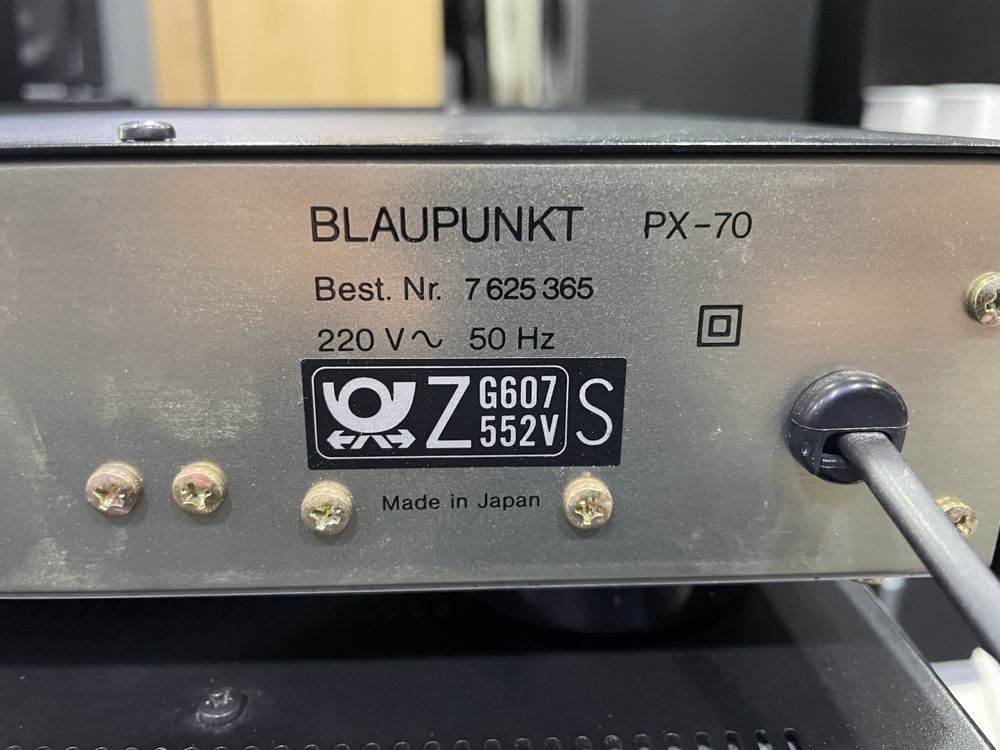 BLAUPUNKT PX-70
Best. Nr. 7 625 365
220 V~ 50 Hz
Z G607 S
552V
Made in Japan